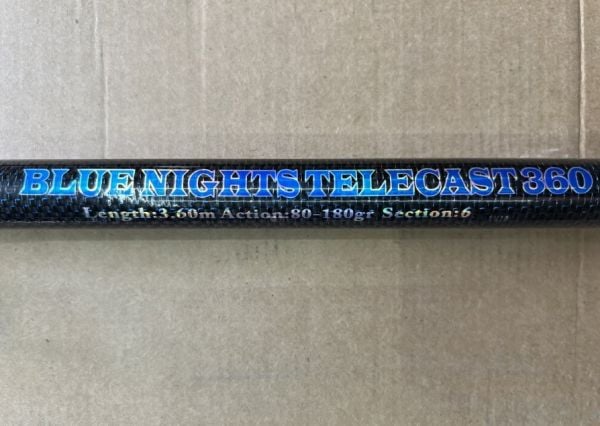 BLUE NIGHTS TELECAST 360
Length:3.60m Action:80-180gr Section:6